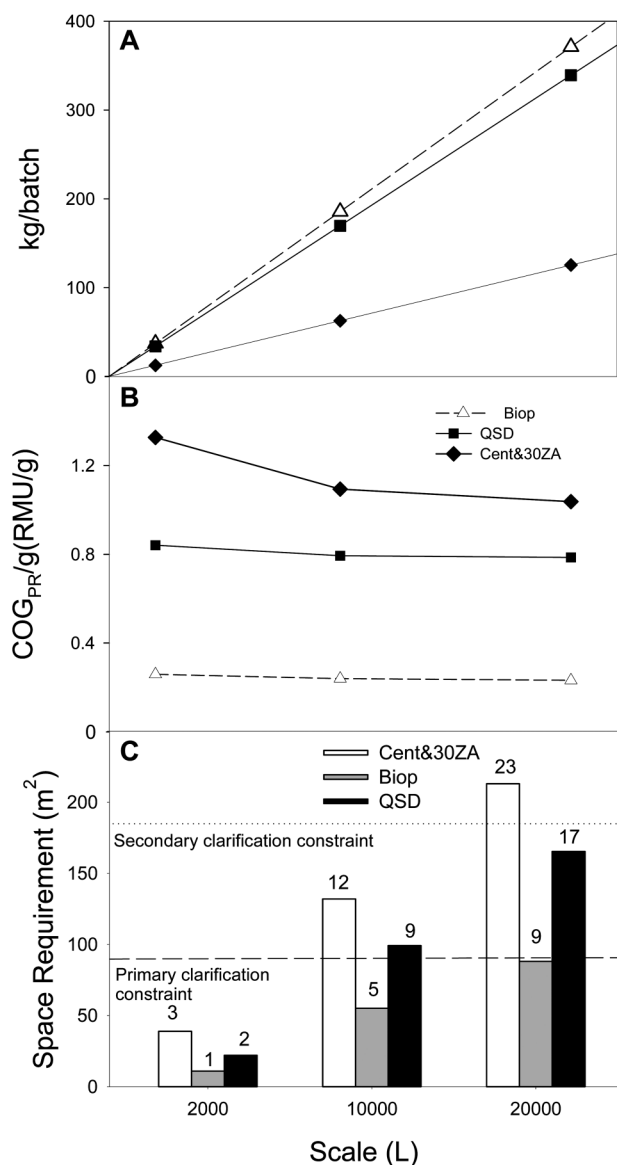 A
400
300
200
100
0
kg/batch
B
Biop
QSD
Cent&30ZA
1.2
0.8
0.4
0
COG_PR/g(RMU/g)
C
Cent&30ZA
Biop
QSD
23
200
Secondary clarification constraint
17
150
12
100
9
9
Primary clarification
constraint
5
50
3
1
2
0
Space Requirement (m²)
2000
10000
20000
Scale (L)